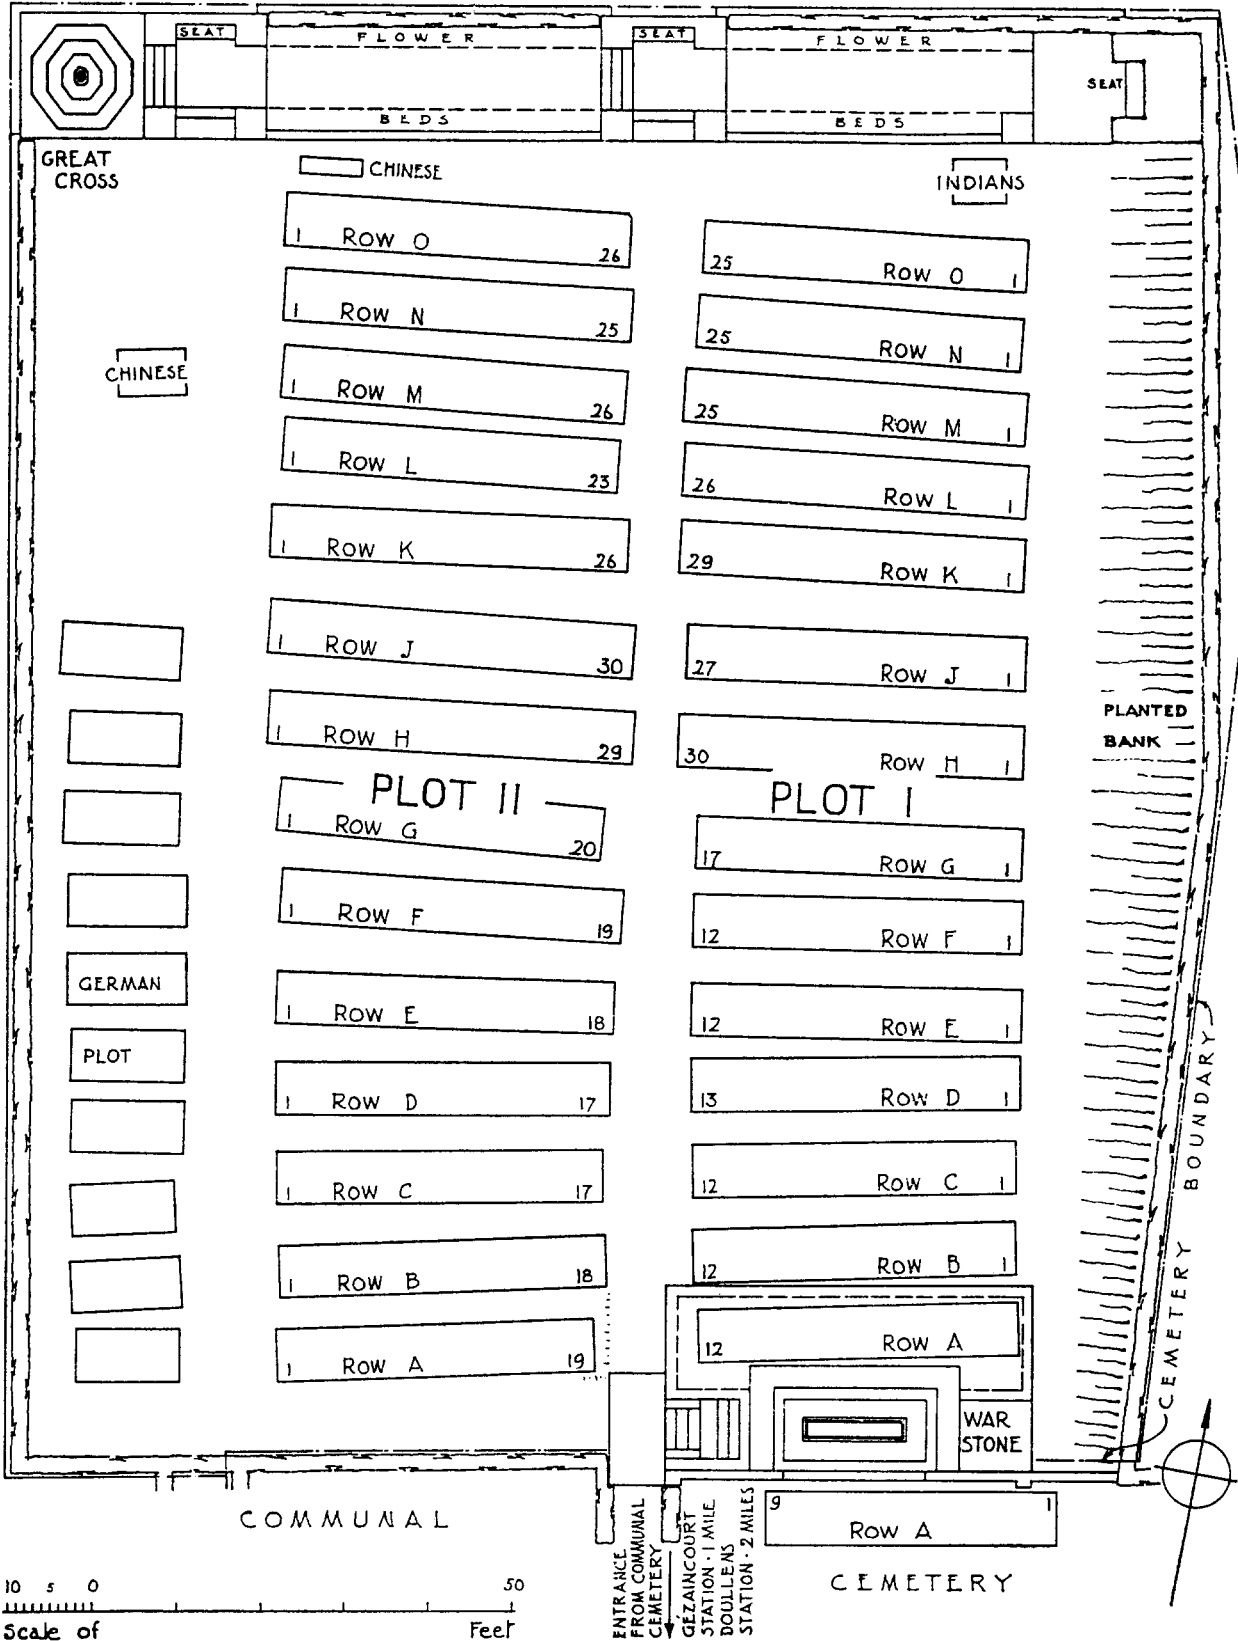 SEAT
FLOWER
SEAT
FLOWER
SEAT
BEDS
BEDS
GREAT
CROSS
CHINESE
INDIANS
1 Row O 26
25 Row O 1
1 Row N 25
25 Row N 1
CHINESE
1 Row M 26
25 Row M 1
1 Row L 23
26 Row L 1
1 Row K 26
29 Row K 1
1 Row J 30
27 Row J 1
PLANTED
BANK
1 Row H 29
30 Row H 1
PLOT II
PLOT I
1 Row G 20
17 Row G 1
1 Row F 19
12 Row F 1
GERMAN
PLOT
1 Row E 18
12 Row E 1
1 Row D 17
13 Row D 1
1 Row C 17
12 Row C 1
1 Row B 18
12 Row B 1
1 Row A 19
12 Row A
CEMETERY BOUNDARY
WAR
STONE
COMMUNAL
9 1
Row A
CEMETERY
ENTRANCE
FROM COMMUNAL
CEMETERY
GÉZAINCOURT
STATION · 1 MILE
DOULLENS
STATION · 2 MILES
10 5 0 50
Scale of Feet